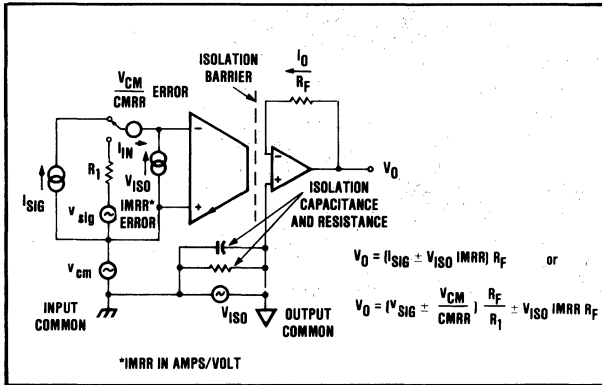 ISOLATION
BARRIER
I_O
R_F
V_CM
CMRR
ERROR
I_IN
R_1
V_ISO
I_SIG
v_sig
IMRR*
ERROR
V_O
ISOLATION
CAPACITANCE
AND RESISTANCE
v_cm
INPUT
COMMON
V_ISO
OUTPUT
COMMON
V_O = (I_SIG ± V_ISO IMRR) R_F or
V_O = (V_SIG ± V_CM/CMRR) R_F/R_1 ± V_ISO IMRR R_F
*IMRR IN AMPS/VOLT